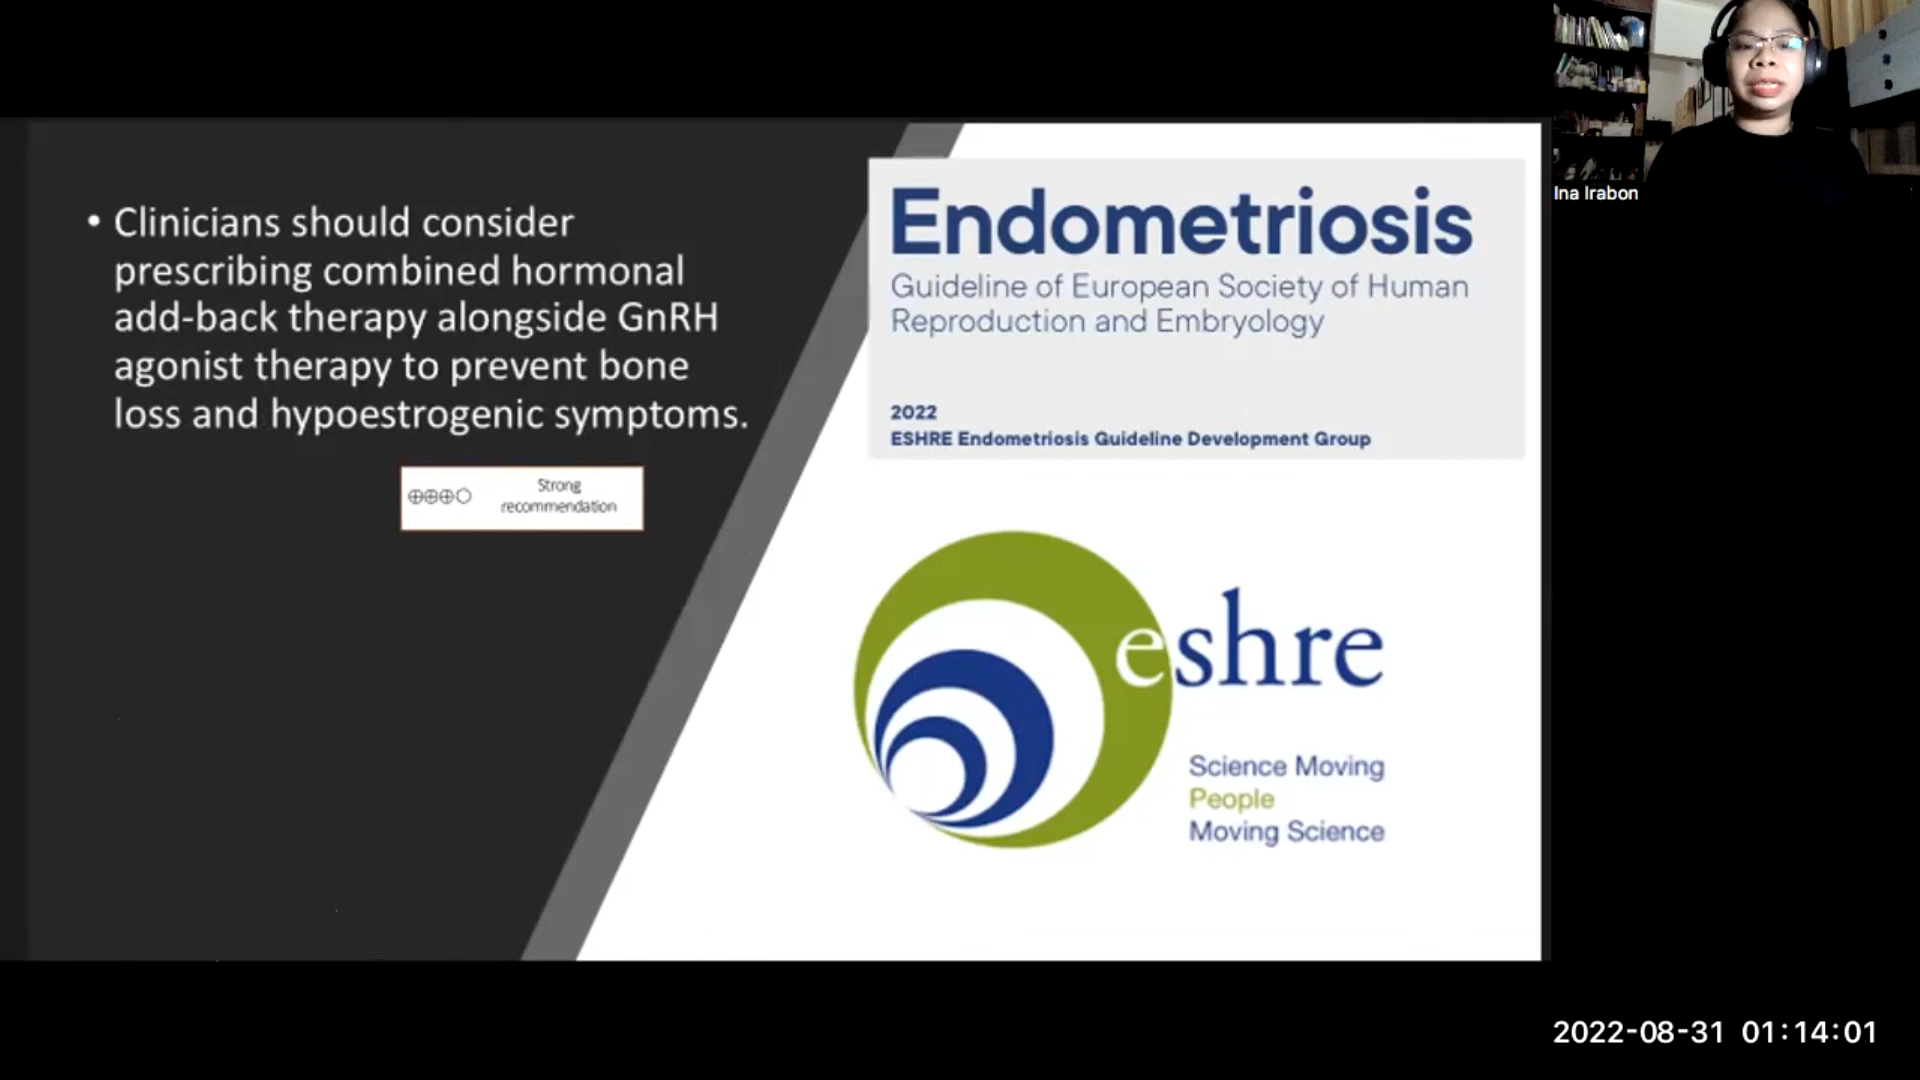 • Clinicians should consider
prescribing combined hormonal
add-back therapy alongside GnRH
agonist therapy to prevent bone
loss and hypoestrogenic symptoms.
⊕⊕⊕○ Strong
recommendation
Endometriosis
Guideline of European Society of Human
Reproduction and Embryology
2022
ESHRE Endometriosis Guideline Development Group
eshre
Science Moving
People
Moving Science
Ina Irabon
2022-08-31 01:14:01